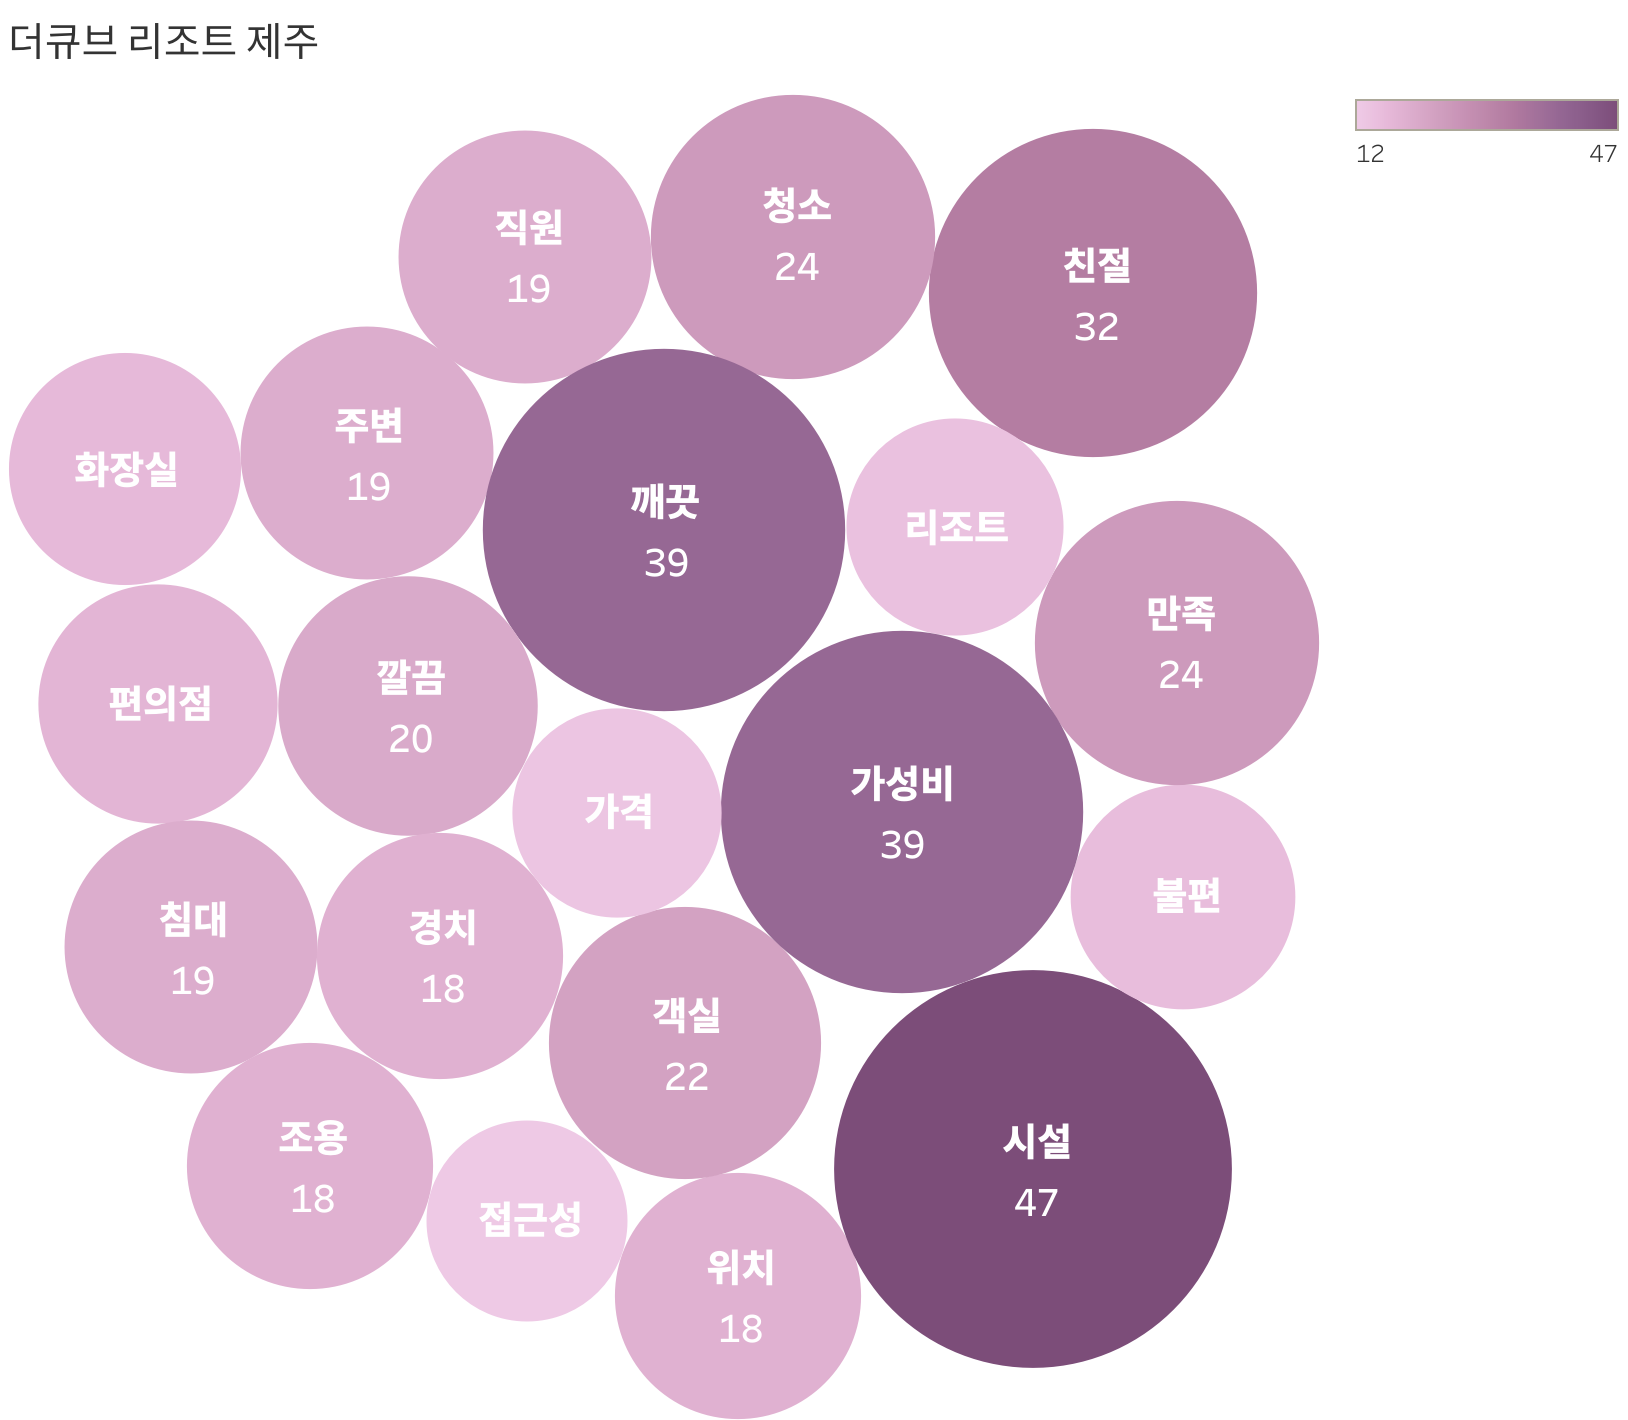 더큐브 리조트 제주
12
47
직원
19
청소
24
친절
32
화장실
주변
19
깨끗
39
리조트
만족
24
편의점
깔끔
20
가격
가성비
39
불편
침대
19
경치
18
객실
22
시설
47
조용
18
접근성
위치
18